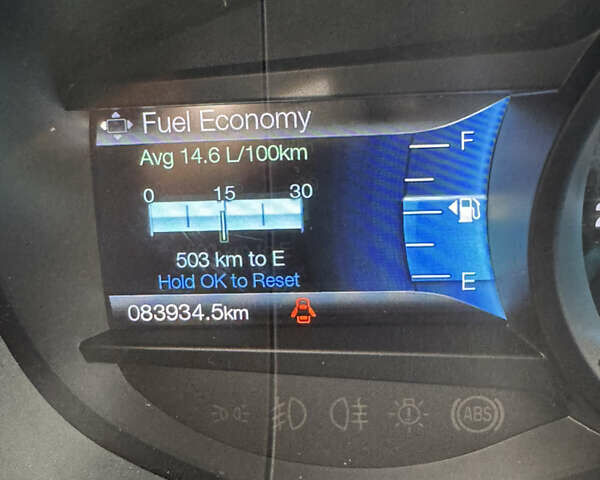 Fuel Economy
Avg 14.6 L/100km
0 15 30
503 km to E
Hold OK to Reset
083934.5km
F
E
ABS